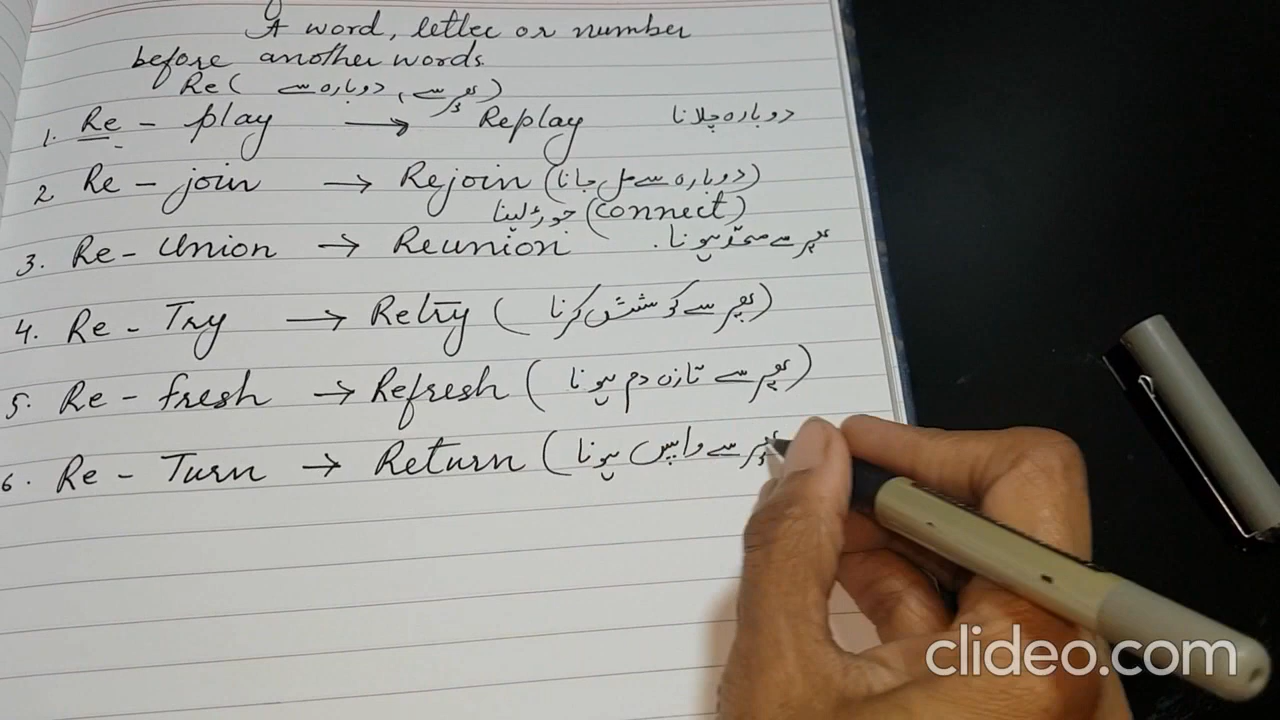 A word, letter or number
before another words.
Re ( پھر سے، دوبارہ سے )
1. Re - play → Replay دوبارہ چلانا
2 Re - join → Rejoin (دوبارہ سے مل جانا)
جوڑ لینا (connect)
3. Re - Union → Reunion. پھر سے متحد ہونا.
4. Re - Try → Retry ( پھر سے کوشش کرنا )
5. Re - fresh → Refresh ( پھر سے تازہ دم ہونا )
6. Re - Turn → Return ( پھر سے واپس ہونا
clideo.com